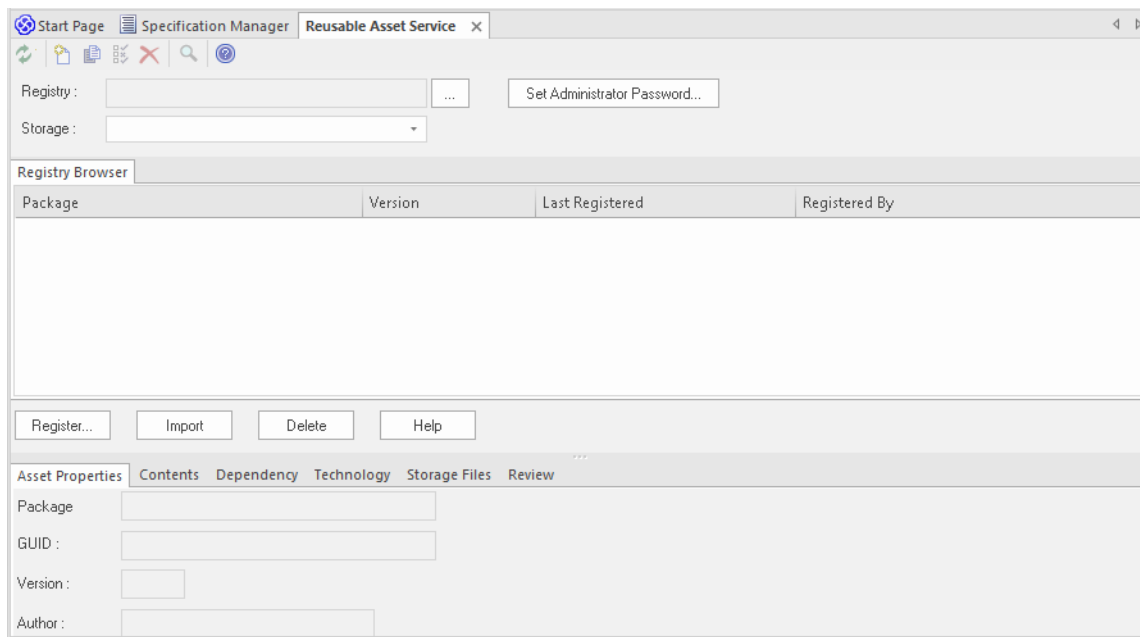 Start Page Specification Manager Reusable Asset Service
Registry :
...
Set Administrator Password...
Storage :
Registry Browser
Package Version Last Registered Registered By
Register... Import Delete Help
Asset Properties Contents Dependency Technology Storage Files Review
Package
GUID :
Version :
Author :